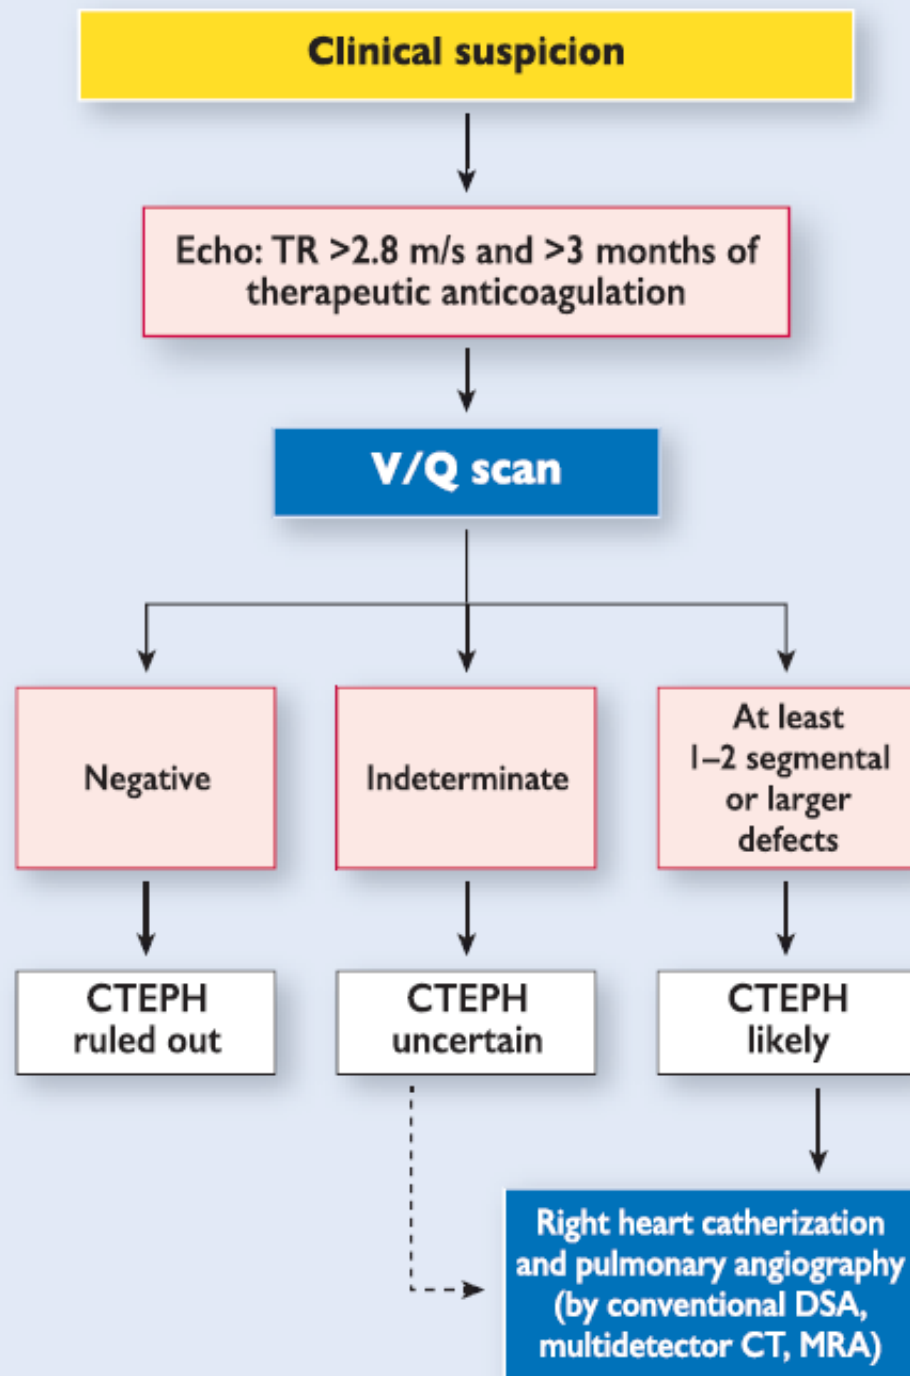 Clinical suspicion
Echo: TR >2.8 m/s and >3 months of
therapeutic anticoagulation
V/Q scan
Negative
Indeterminate
At least
1–2 segmental
or larger
defects
CTEPH
ruled out
CTEPH
uncertain
CTEPH
likely
Right heart catherization
and pulmonary angiography
(by conventional DSA,
multidetector CT, MRA)